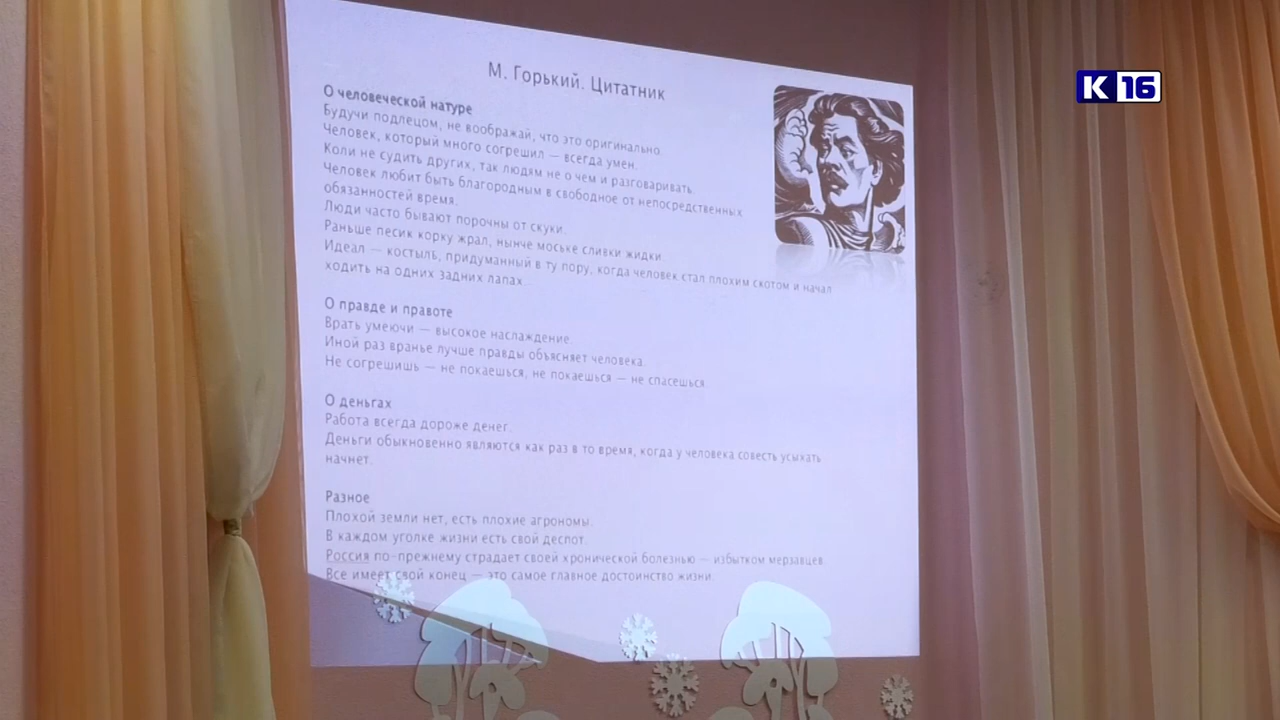 К 16
М. Горький. Цитатник
О человеческой натуре
Будучи подлецом, не воображай, что это оригинально.
Человек, который много согрешил — всегда умен.
Коли не судить других, так людям не о чем и разговаривать.
Человек любит быть благородным в свободное от непосредственных
обязанностей время.
Люди часто бывают порочны от скуки.
Раньше песик корку жрал, нынче моське сливки жидки.
Идеал — костыль, придуманный в ту пору, когда человек стал плохим скотом и начал
ходить на одних задних лапах.
О правде и правоте
Врать умеючи — высокое наслаждение.
Иной раз вранье лучше правды объясняет человека.
Не согрешишь — не покаешься, не покаешься — не спасешься.
О деньгах
Работа всегда дороже денег.
Деньги обыкновенно являются как раз в то время, когда у человека совесть усыхать
начнет.
Разное
Плохой земли нет, есть плохие агрономы.
В каждом уголке жизни есть свой деспот.
Россия по-прежнему страдает своей хронической болезнью — избытком мерзавцев.
Все имеет свой конец — это самое главное достоинство жизни.